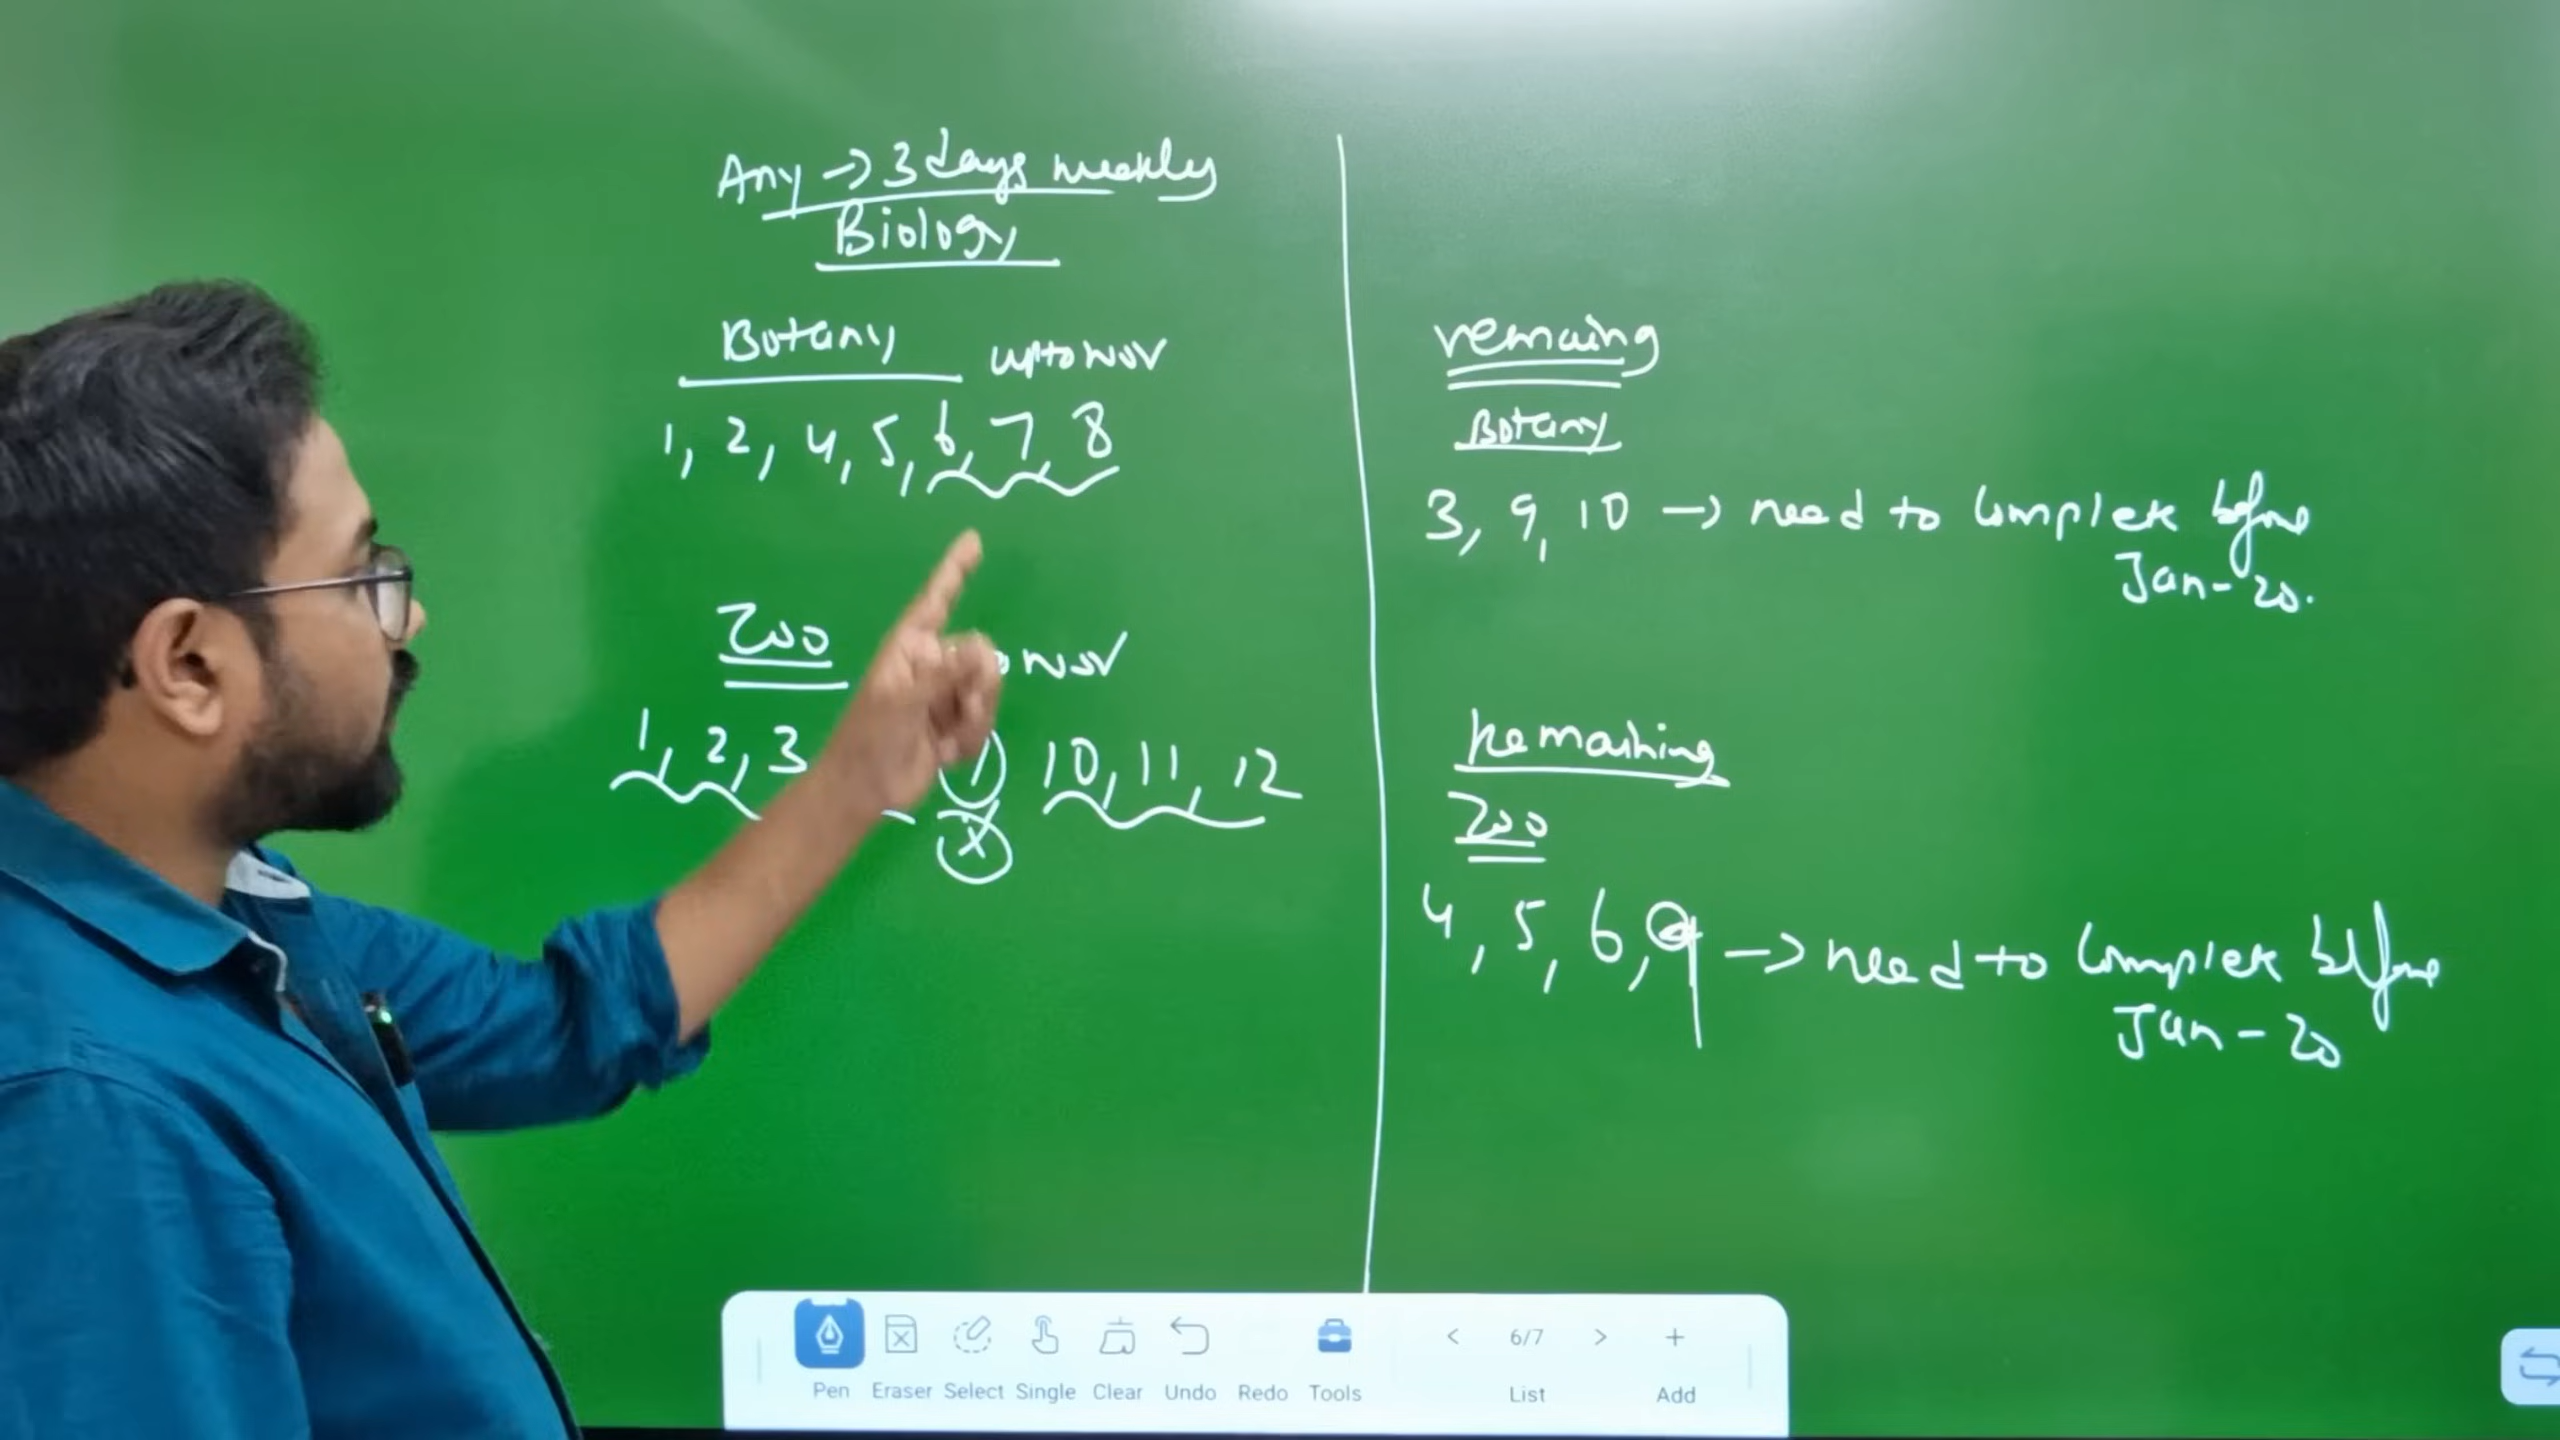 Any → 3 days weekly
Biology
Botany upto nov
1, 2, 4, 5, 6, 7, 8
Zoo nov
1, 2, 3 10, 11, 12
X
remaing
Botany
3, 9, 10 → need to complete before
Jan-20.
Remaining
Zoo
4, 5, 6, 9 → need to complete before
Jan-20
Pen Eraser Select Single Clear Undo Redo Tools < 6/7 > +
List Add